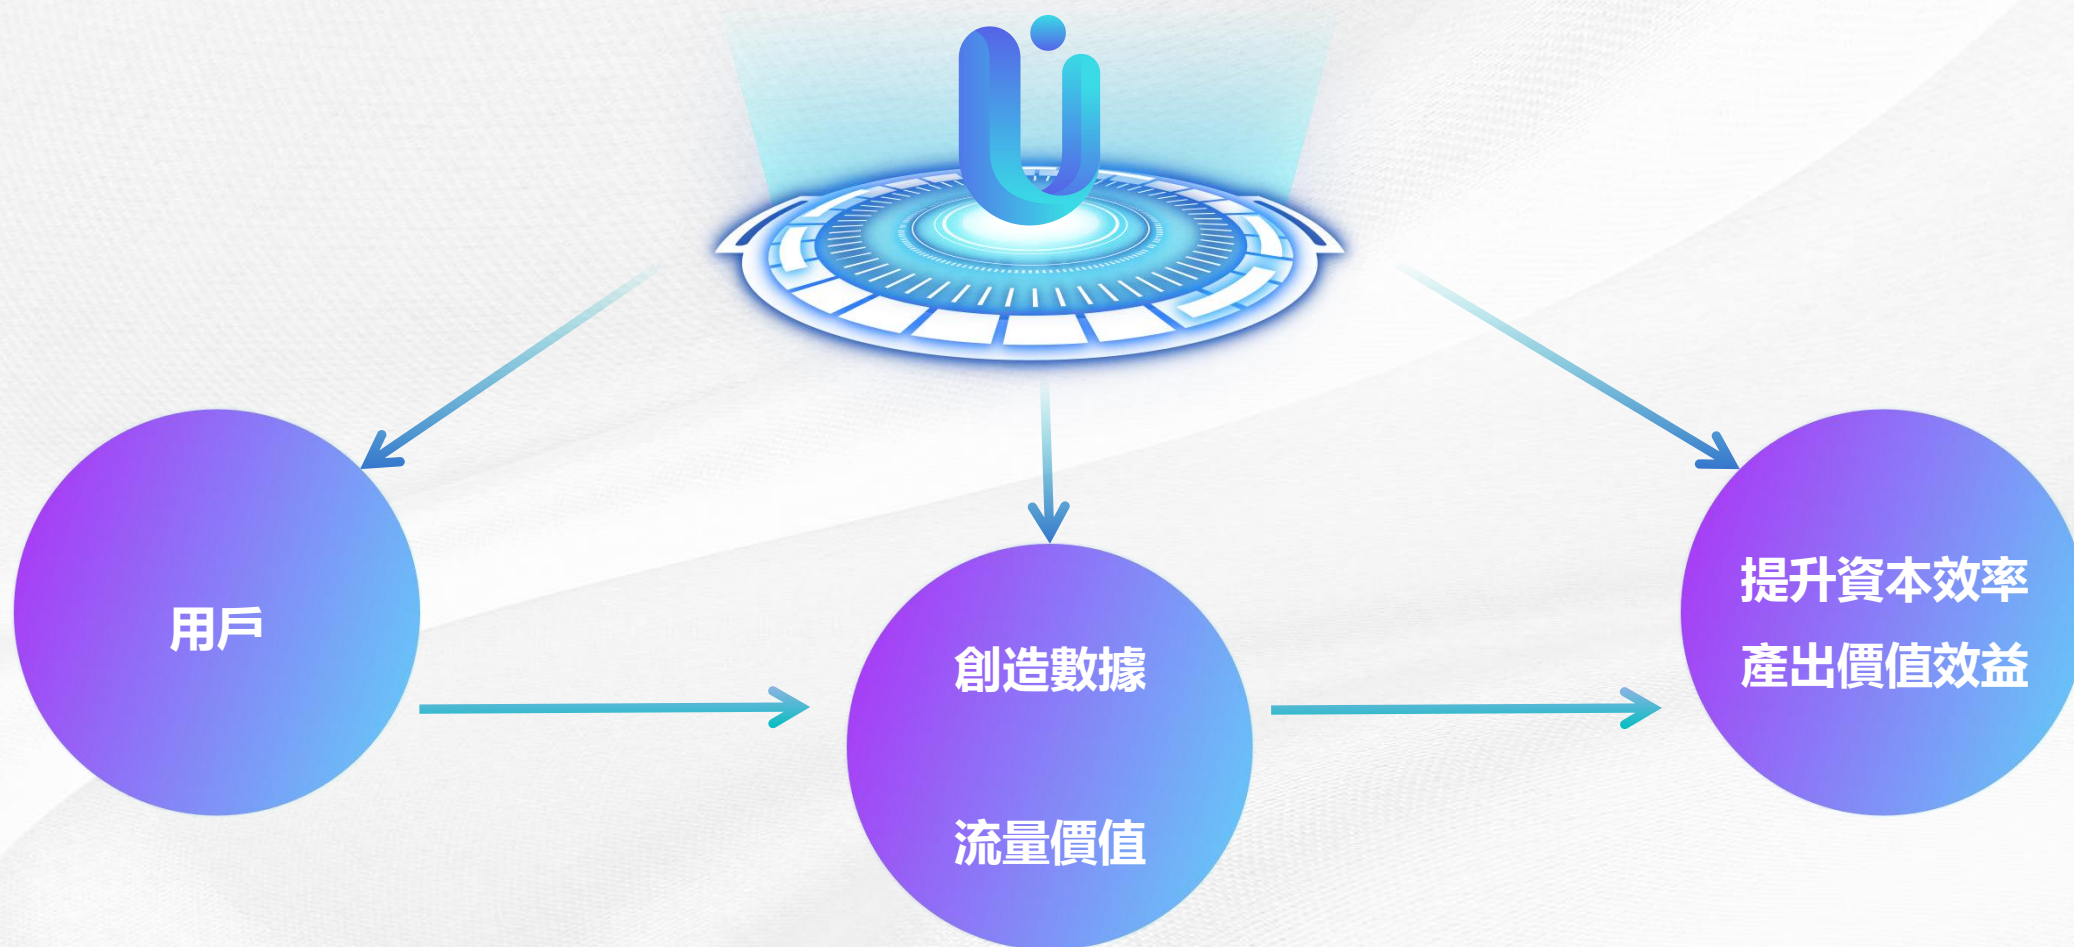 用戶
創造數據
流量價值
提升資本效率
產出價值效益